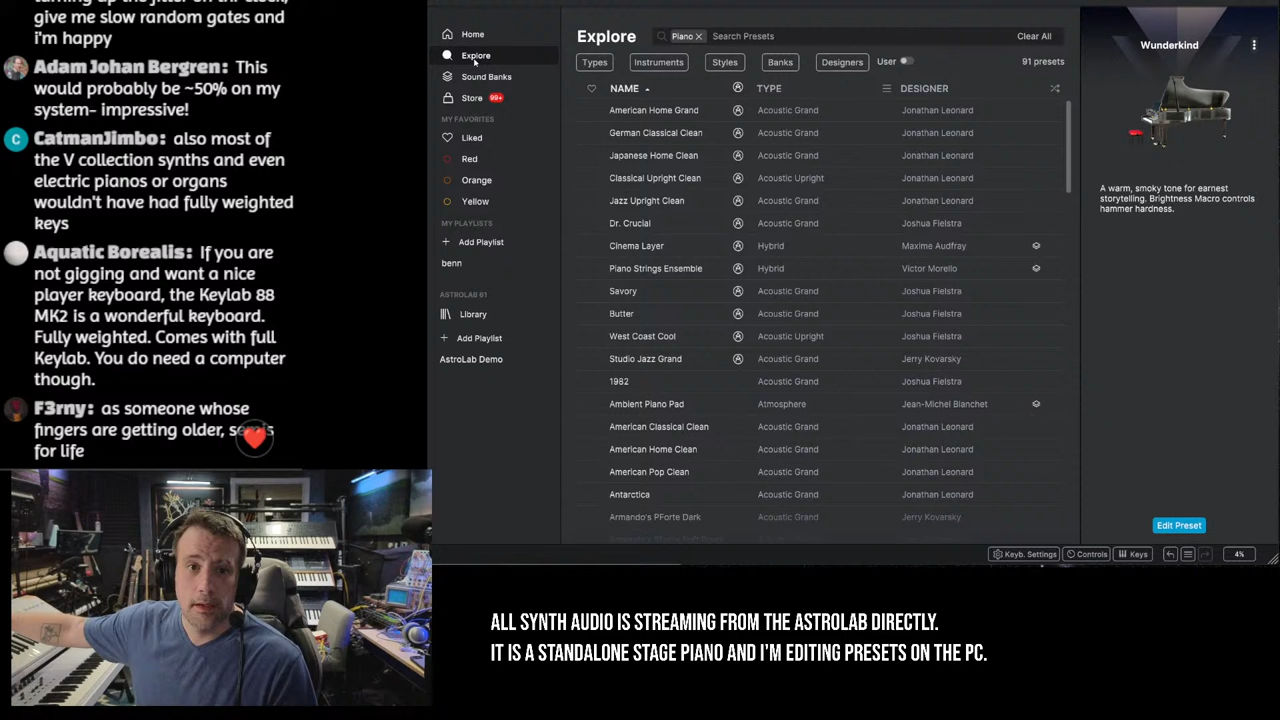 turning up the jitter on the clock,
give me slow random gates and
i'm happy
Adam Johan Bergren: This
would probably be ~50% on my
system- impressive!
C CatmanJimbo: also most of
the V collection synths and even
electric pianos or organs
wouldn't have had fully weighted
keys
Aquatic Borealis: If you are
not gigging and want a nice
player keyboard, the Keylab 88
MK2 is a wonderful keyboard.
Fully weighted. Comes with full
Keylab. You do need a computer
though.
F3rny: as someone whose
fingers are getting older,
for life
Home
Explore
Sound Banks
Store 99+
MY FAVORITES
Liked
Red
Orange
Yellow
MY PLAYLISTS
+ Add Playlist
benn
ASTROLAB 61
Library
+ Add Playlist
AstroLab Demo
Explore Piano × Search Presets Clear All
Types Instruments Styles Banks Designers User 91 presets
NAME TYPE DESIGNER
American Home Grand Acoustic Grand Jonathan Leonard
German Classical Clean Acoustic Grand Jonathan Leonard
Japanese Home Clean Acoustic Grand Jonathan Leonard
Classical Upright Clean Acoustic Upright Jonathan Leonard
Jazz Upright Clean Acoustic Grand Jonathan Leonard
Dr. Crucial Acoustic Grand Joshua Fielstra
Cinema Layer Hybrid Maxime Audfray
Piano Strings Ensemble Hybrid Victor Morello
Savory Acoustic Grand Joshua Fielstra
Butter Acoustic Grand Joshua Fielstra
West Coast Cool Acoustic Upright Joshua Fielstra
Studio Jazz Grand Acoustic Grand Jerry Kovarsky
1982 Acoustic Grand Joshua Fielstra
Ambient Piano Pad Atmosphere Jean-Michel Blanchet
American Classical Clean Acoustic Grand Jonathan Leonard
American Home Clean Acoustic Grand Jonathan Leonard
American Pop Clean Acoustic Grand Jonathan Leonard
Antarctica Acoustic Grand Jonathan Leonard
Armando's PForte Dark Acoustic Grand Jerry Kovarsky
Wunderkind
A warm, smoky tone for earnest
storytelling. Brightness Macro controls
hammer hardness.
Edit Preset
Keyb. Settings Controls Keys 4%
ALL SYNTH AUDIO IS STREAMING FROM THE ASTROLAB DIRECTLY.
IT IS A STANDALONE STAGE PIANO AND I'M EDITING PRESETS ON THE PC.